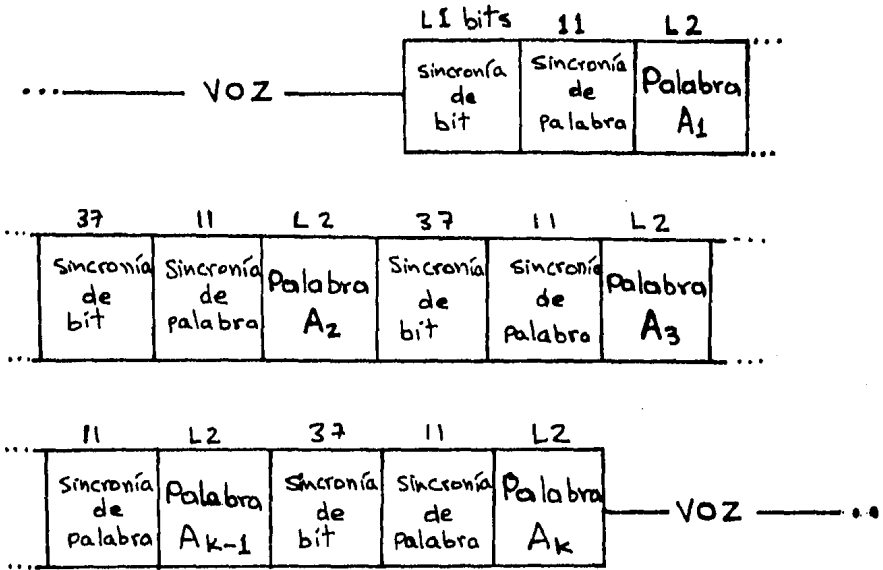 L1 bits 11 L2
... VOZ Sincronía de bit Sincronía de palabra Palabra A1 ...
37 11 L2 37 11 L2
... Sincronía de bit Sincronía de palabra Palabra A2 Sincronía de bit Sincronía de palabra Palabra A3 ...
11 L2 37 11 L2
... Sincronía de palabra Palabra AK-1 Sincronía de bit Sincronía de palabra Palabra AK VOZ ...